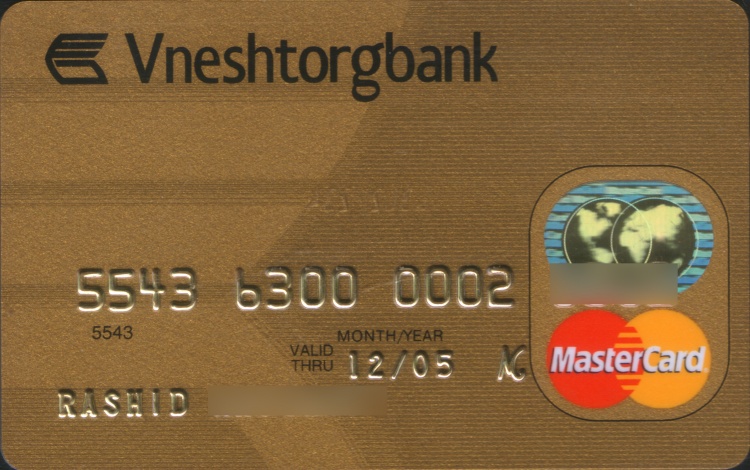 Vneshtorgbank
5543 6300 0002
5543
MONTH/YEAR
VALID
THRU 12/05
RASHID
MasterCard